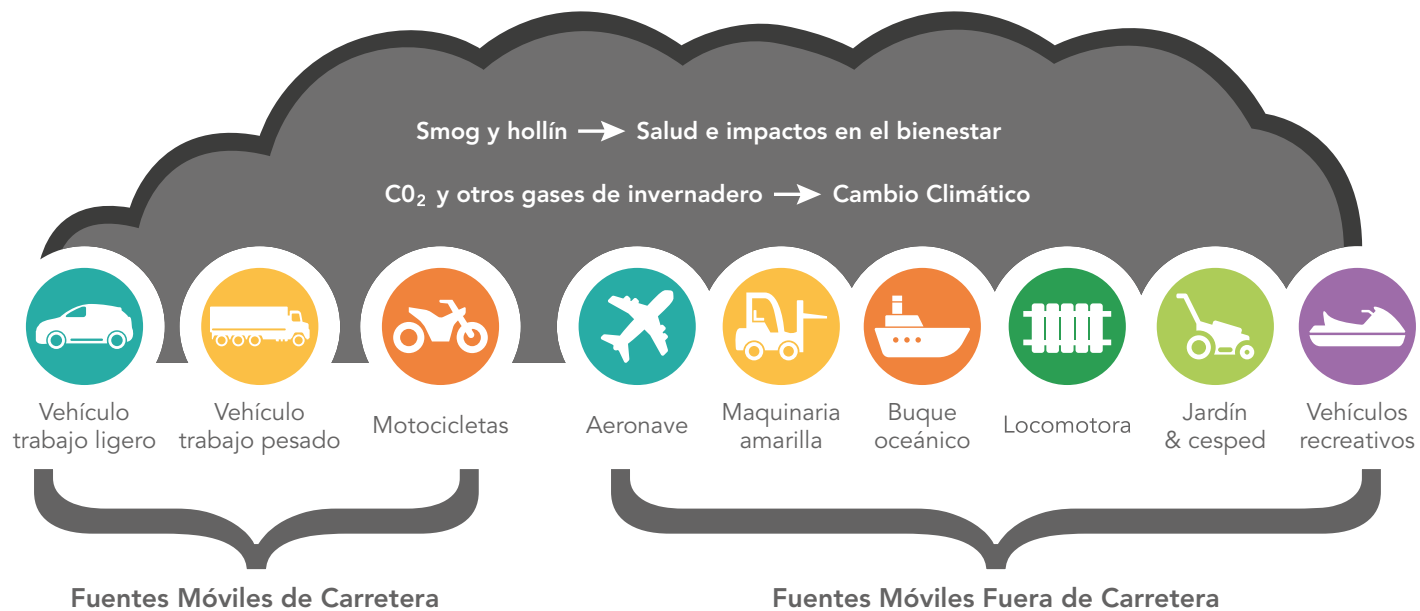 Smog y hollín → Salud e impactos en el bienestar
C0₂ y otros gases de invernadero → Cambio Climático
Vehículo
trabajo ligero
Vehículo
trabajo pesado
Motocicletas
Aeronave
Maquinaria
amarilla
Buque
oceánico
Locomotora
Jardín
& cesped
Vehículos
recreativos
Fuentes Móviles de Carretera
Fuentes Móviles Fuera de Carretera